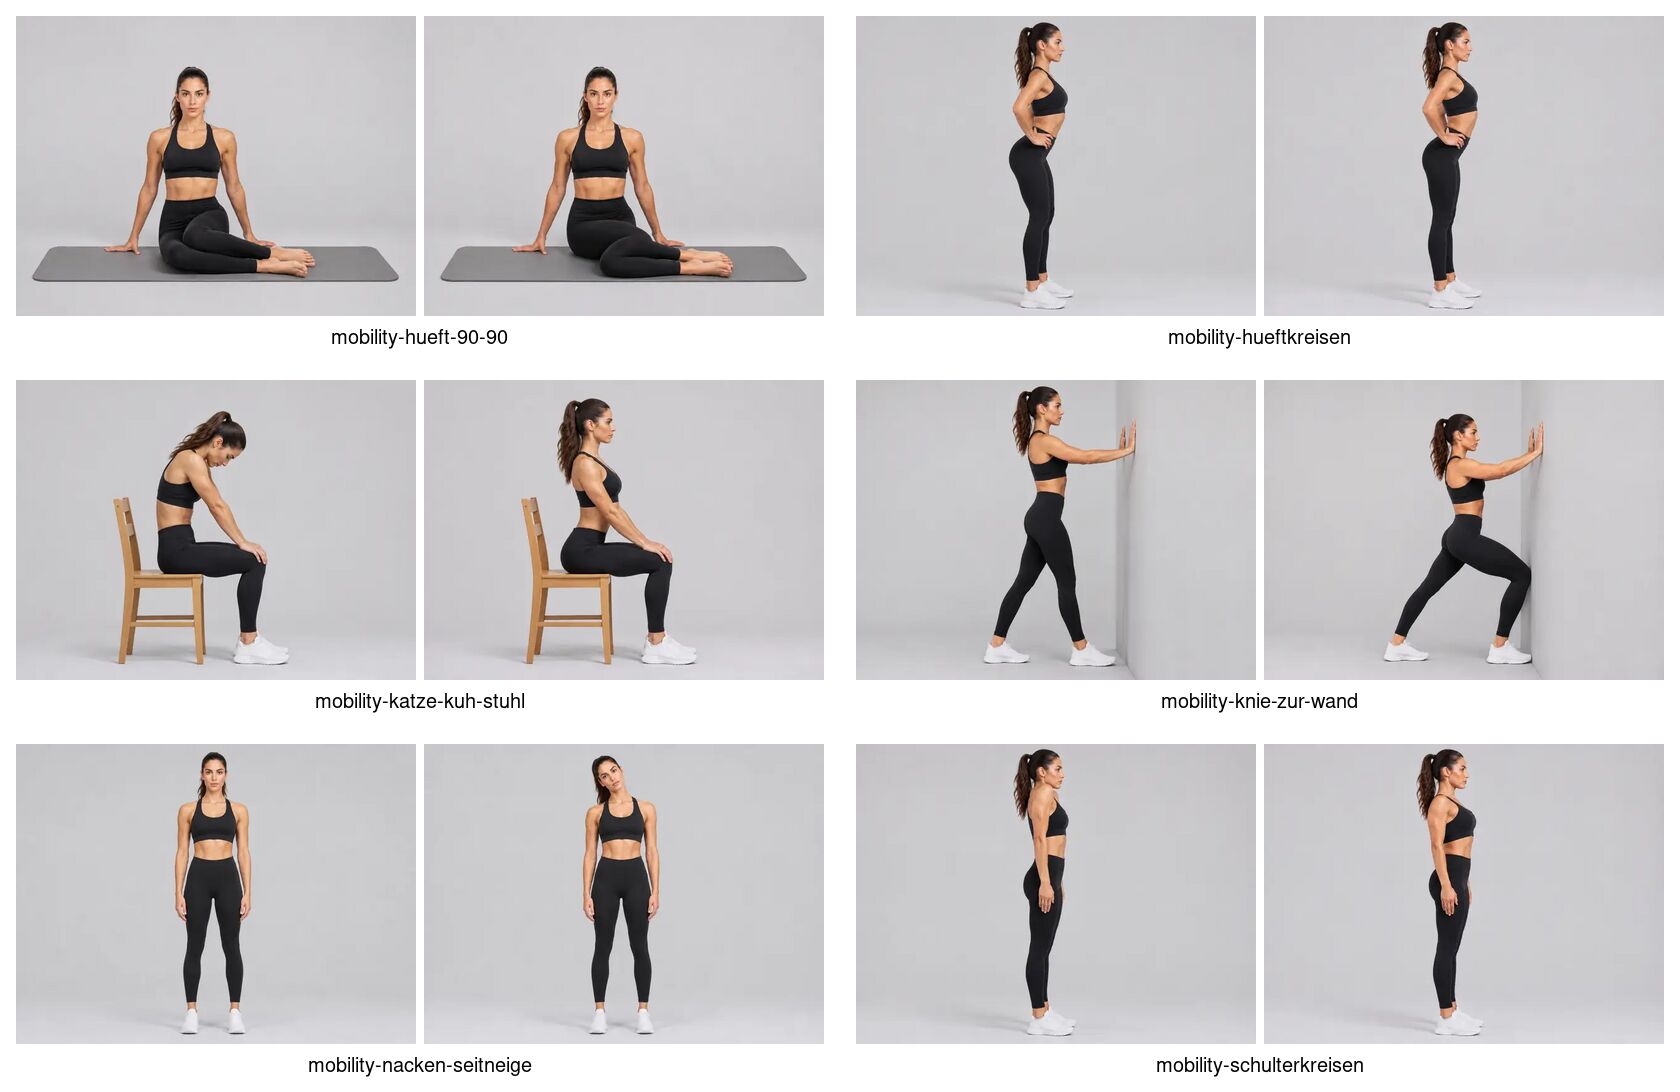 mobility-hueft-90-90
mobility-hueftkreisen
mobility-katze-kuh-stuhl
mobility-knie-zur-wand
mobility-nacken-seitneige
mobility-schulterkreisen